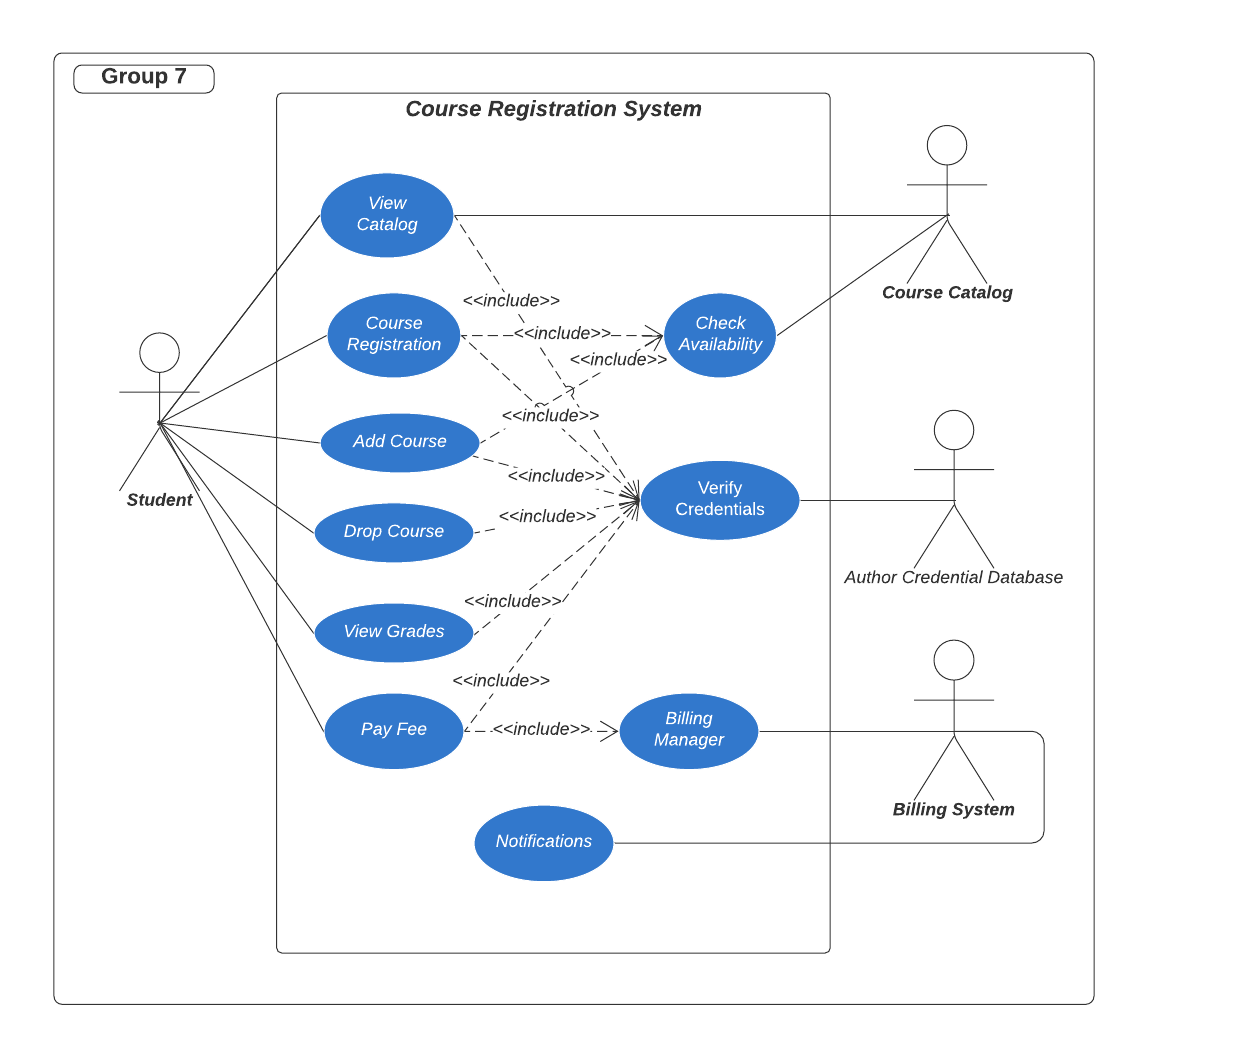 Group 7
Course Registration System
View
Catalog
<<include>>
Course
Registration
<<include>>
Check
Availability
Course Catalog
<<include>>
<<include>>
Add Course
<<include>>
Student
Verify
Credentials
<<include>>
Drop Course
Author Credential Database
<<include>>
View Grades
<<include>>
Pay Fee
<<include>>
Billing
Manager
Billing System
Notifications